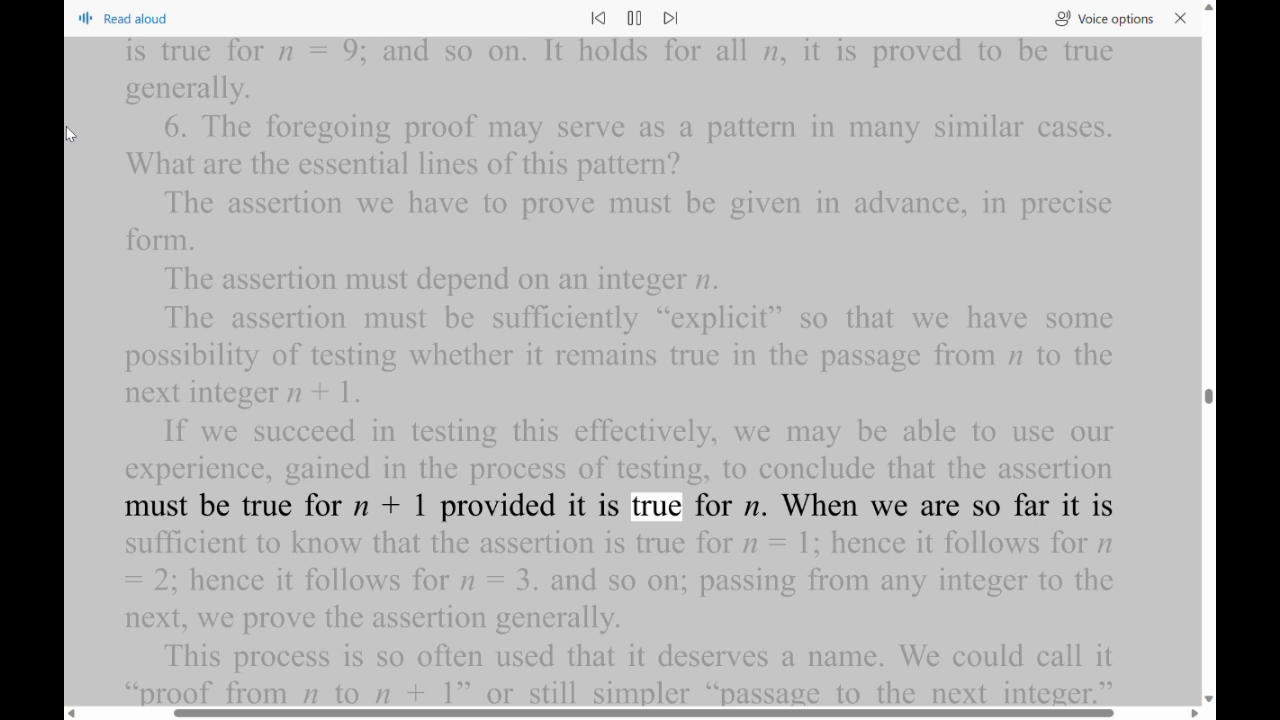 Read aloud
Voice options
is true for n = 9; and so on. It holds for all n, it is proved to be true
generally.
6. The foregoing proof may serve as a pattern in many similar cases.
What are the essential lines of this pattern?
The assertion we have to prove must be given in advance, in precise
form.
The assertion must depend on an integer n.
The assertion must be sufficiently “explicit” so that we have some
possibility of testing whether it remains true in the passage from n to the
next integer n + 1.
If we succeed in testing this effectively, we may be able to use our
experience, gained in the process of testing, to conclude that the assertion
must be true for n + 1 provided it is true for n. When we are so far it is
sufficient to know that the assertion is true for n = 1; hence it follows for n
= 2; hence it follows for n = 3. and so on; passing from any integer to the
next, we prove the assertion generally.
This process is so often used that it deserves a name. We could call it
“proof from n to n + 1” or still simpler “passage to the next integer.”